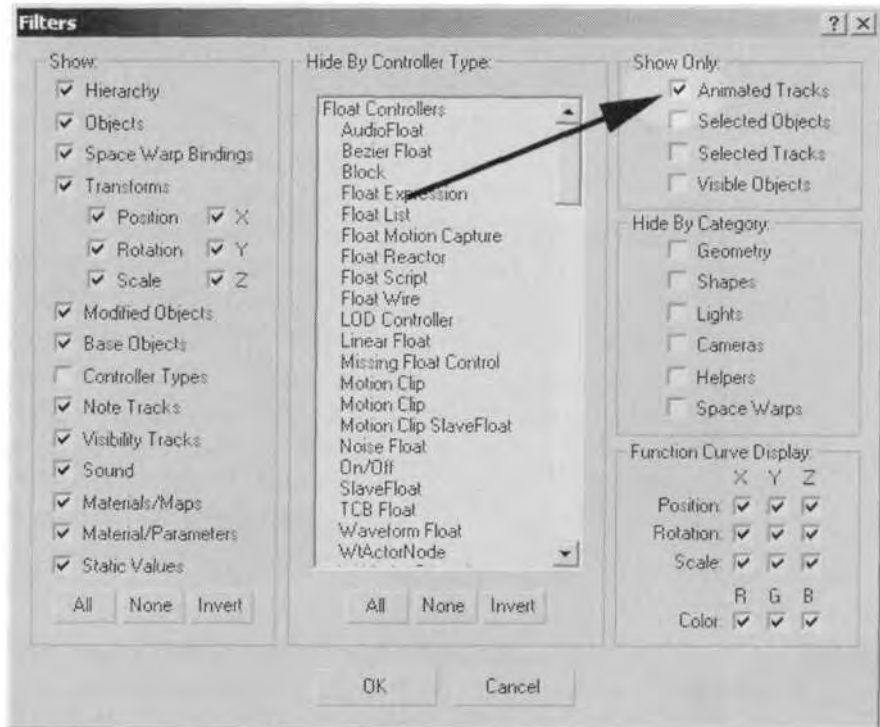 Filters
Show:
Hierarchy
Objects
Space Warp Bindings
Transforms
Position X
Rotation Y
Scale Z
Modified Objects
Base Objects
Controller Types
Note Tracks
Visibility Tracks
Sound
Materials/Maps
Material/Parameters
Static Values
All None Invert
Hide By Controller Type:
Float Controllers
AudioFloat
Bezier Float
Block
Float Expression
Float List
Float Motion Capture
Float Reactor
Float Script
Float Wire
LOD Controller
Linear Float
Missing Float Control
Motion Clip
Motion Clip
Motion Clip SlaveFloat
Noise Float
On/Off
SlaveFloat
TCB Float
Waveform Float
WtActorNode
All None Invert
Show Only:
Animated Tracks
Selected Objects
Selected Tracks
Visible Objects
Hide By Category:
Geometry
Shapes
Lights
Cameras
Helpers
Space Warps
Function Curve Display:
X Y Z
Position:
Rotation:
Scale:
R G B
Color:
OK Cancel